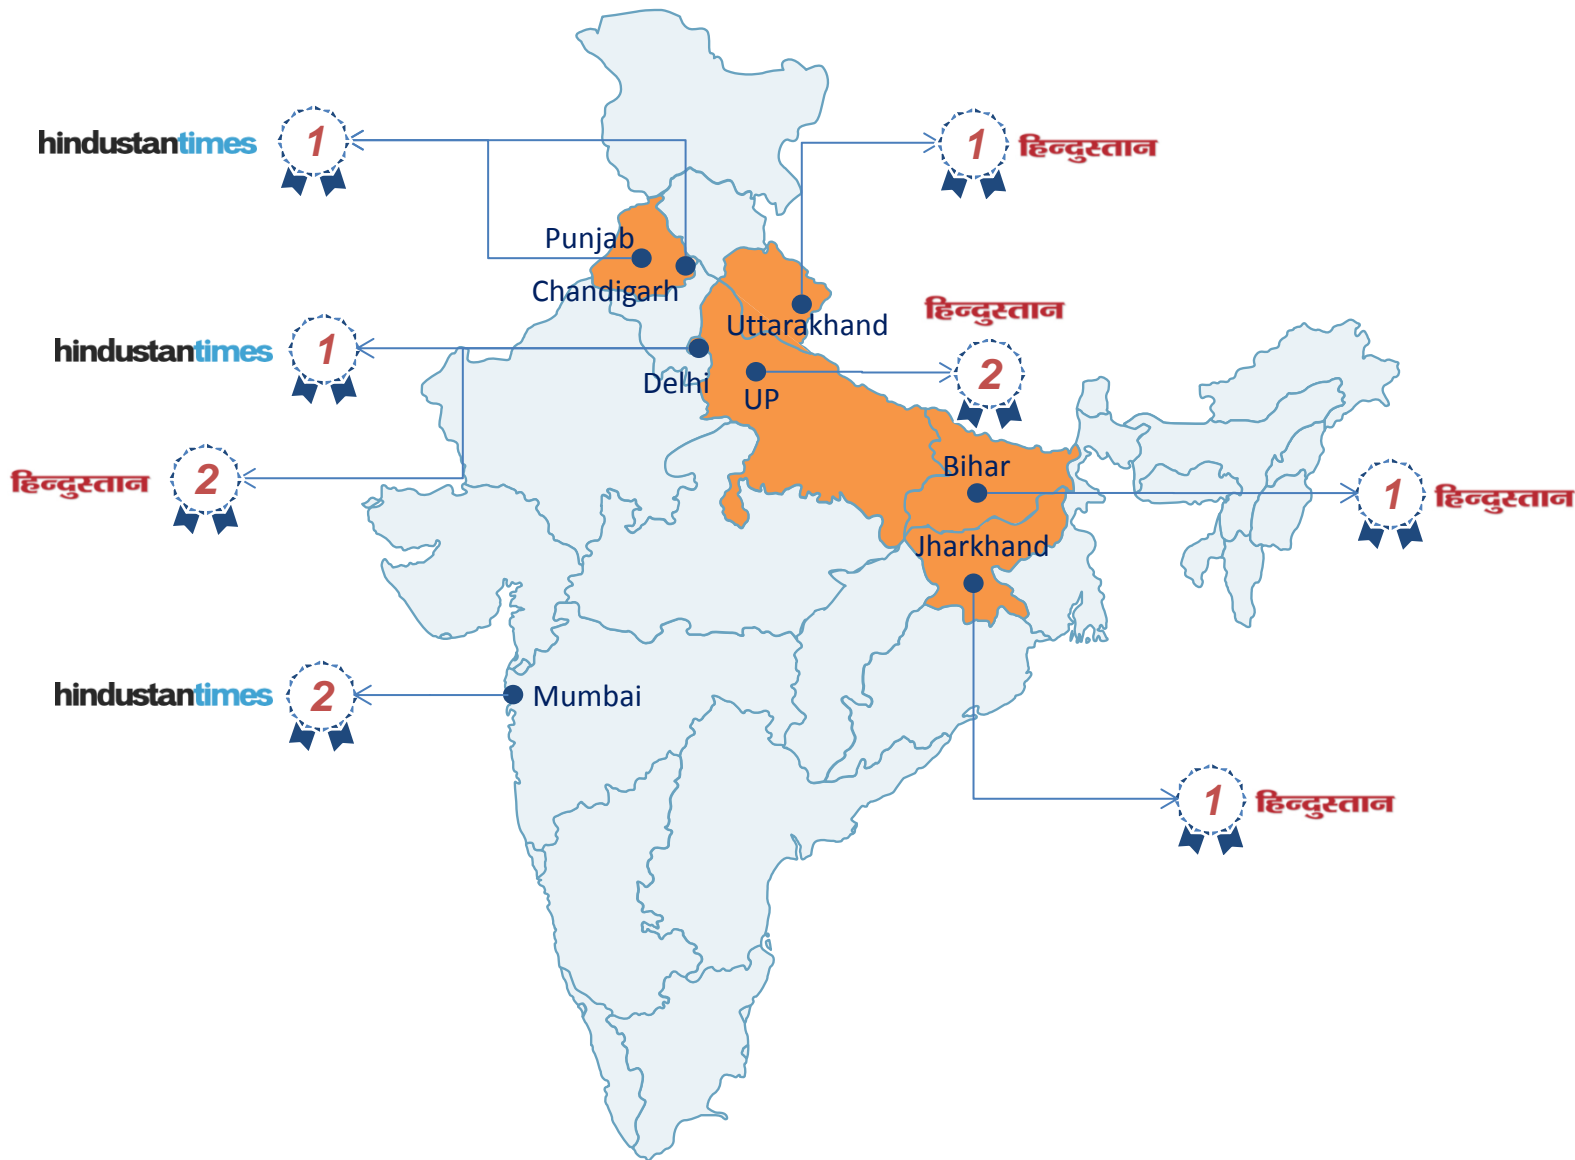 hindustantimes 1
1 हिन्दुस्तान
Punjab
Chandigarh
हिन्दुस्तान
Uttarakhand
hindustantimes 1
2
Delhi
UP
Bihar
हिन्दुस्तान 2
1 हिन्दुस्तान
Jharkhand
hindustantimes 2
Mumbai
1 हिन्दुस्तान